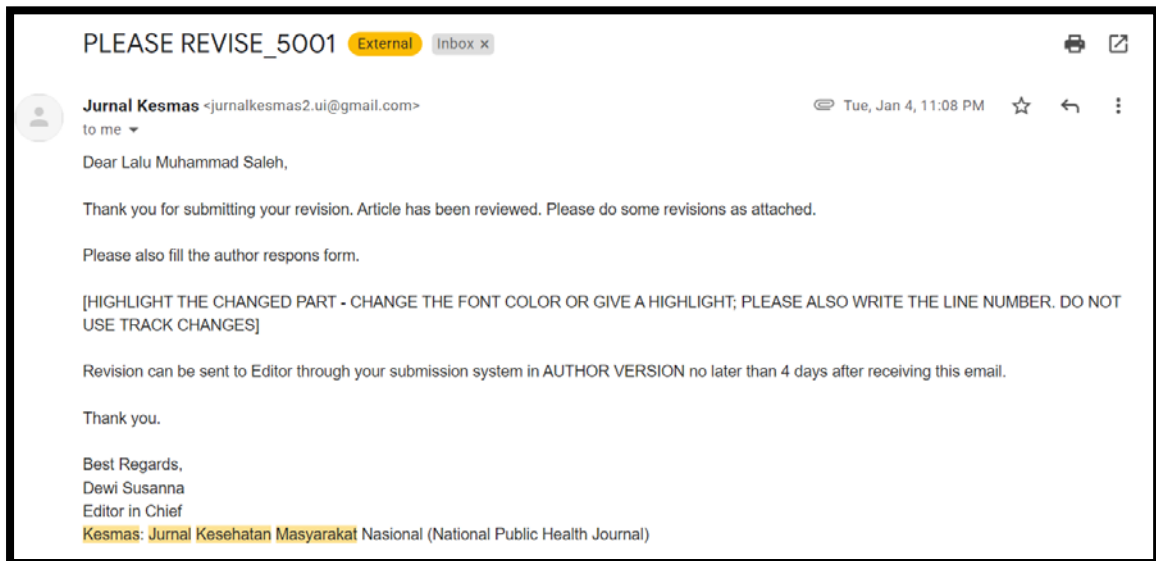 PLEASE REVISE_5001 External Inbox x
Jurnal Kesmas <jurnalkesmas2.ui@gmail.com> Tue, Jan 4, 11:08 PM
to me
Dear Lalu Muhammad Saleh,
Thank you for submitting your revision. Article has been reviewed. Please do some revisions as attached.
Please also fill the author respons form.
[HIGHLIGHT THE CHANGED PART - CHANGE THE FONT COLOR OR GIVE A HIGHLIGHT; PLEASE ALSO WRITE THE LINE NUMBER. DO NOT
USE TRACK CHANGES]
Revision can be sent to Editor through your submission system in AUTHOR VERSION no later than 4 days after receiving this email.
Thank you.
Best Regards,
Dewi Susanna
Editor in Chief
Kesmas: Jurnal Kesehatan Masyarakat Nasional (National Public Health Journal)